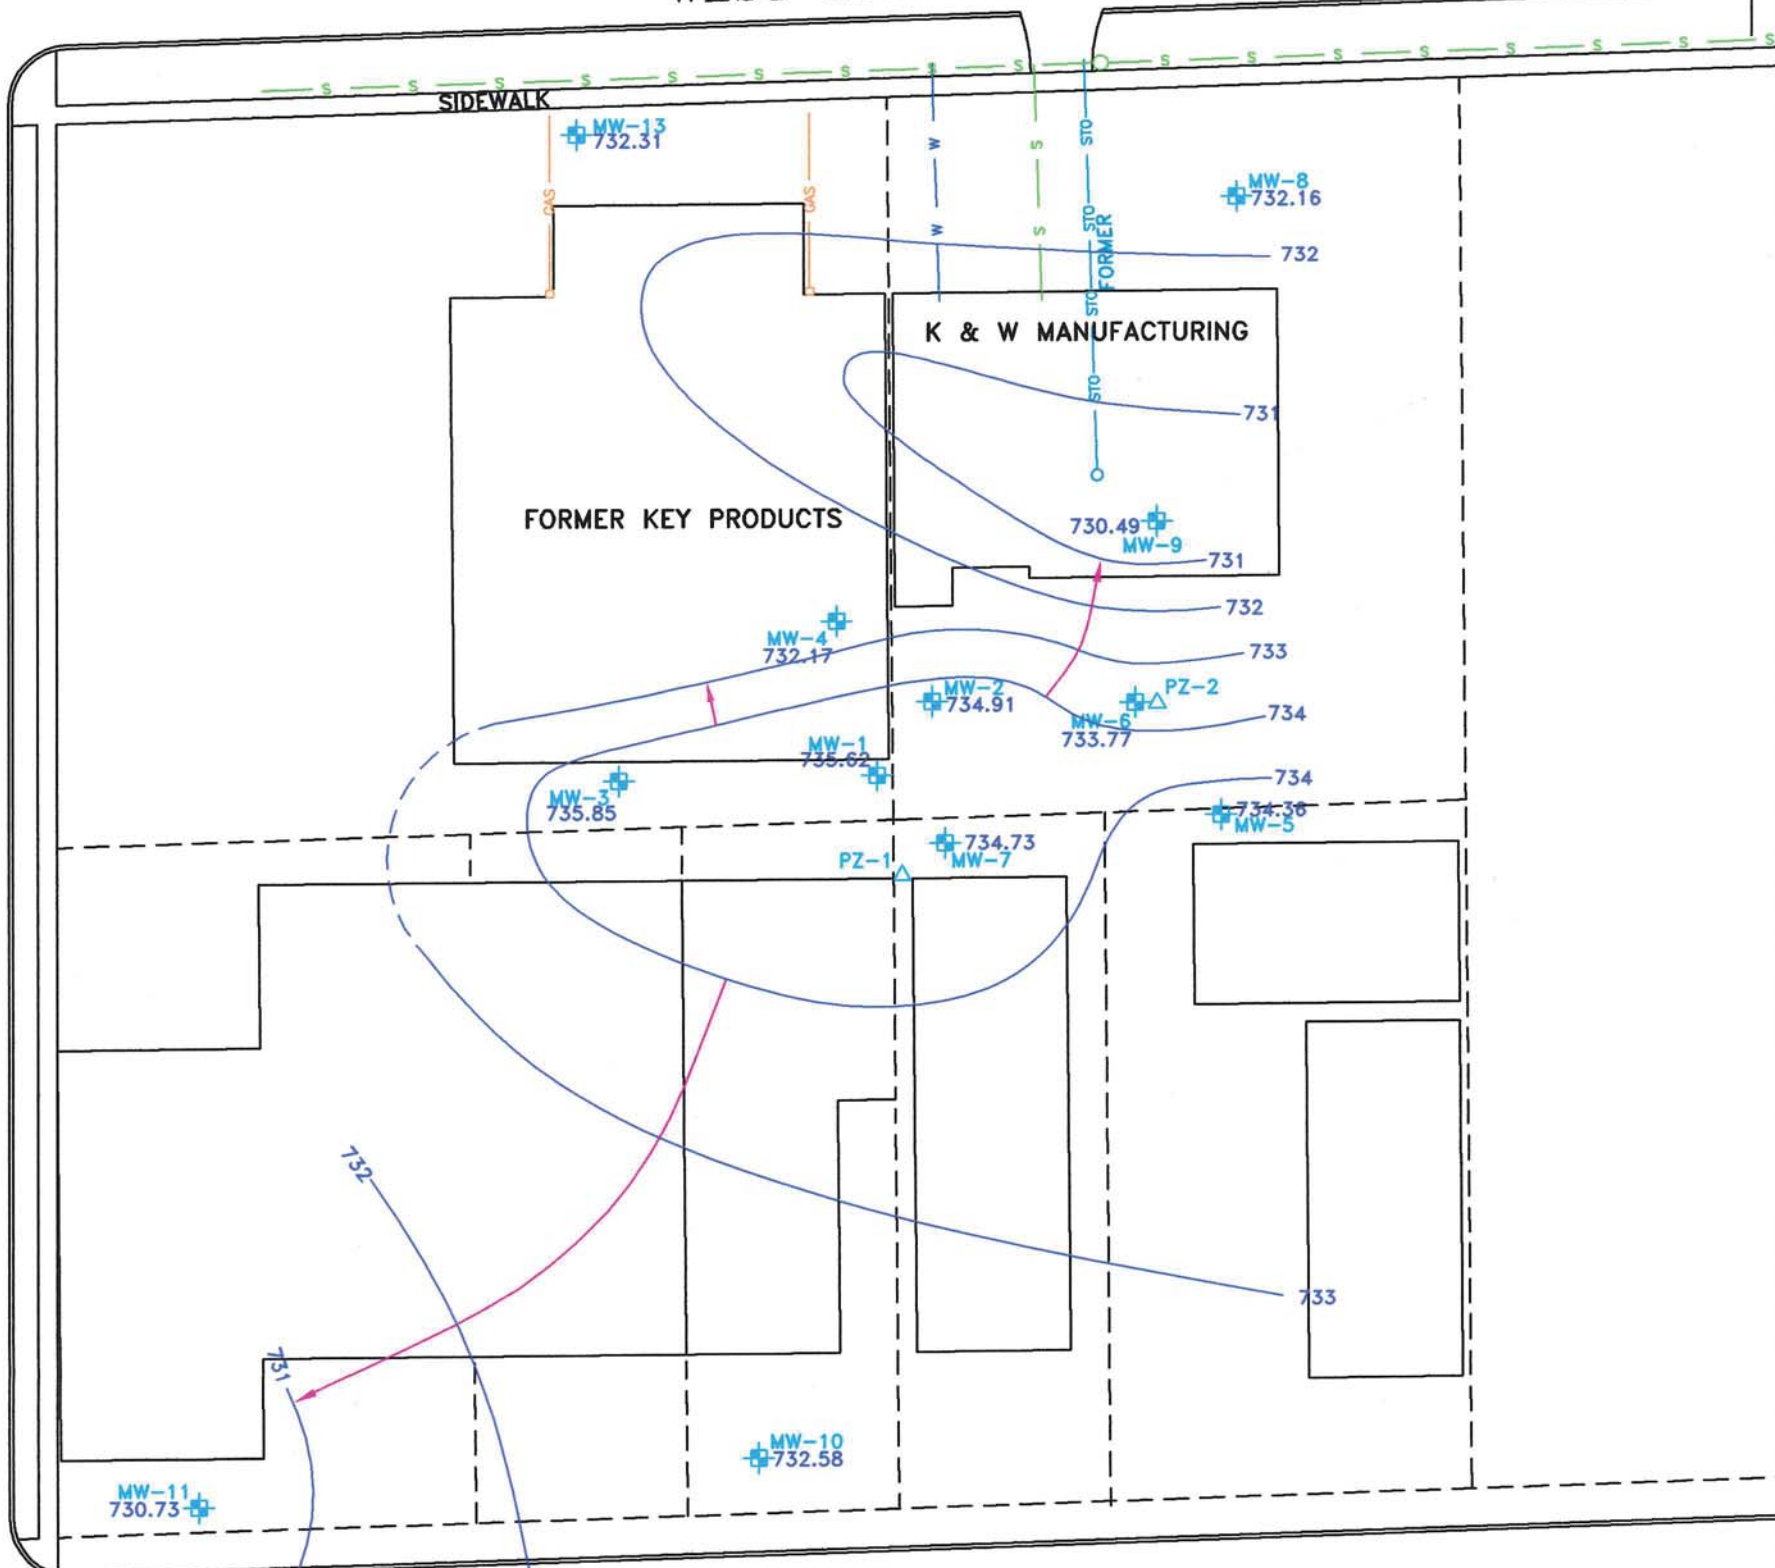 S S S S S S S S S S S S S S S S
SIDEWALK
MW-13
732.31
GAS
GAS
W
W
S
S
STO
STO
STO
STO
FORMER
MW-8
732.16
732
K & W MANUFACTURING
731
FORMER KEY PRODUCTS
730.49
MW-9
731
732
MW-4
732.17
733
MW-2
734.91
PZ-2
MW-6
733.77
734
MW-1
735.62
MW-3
735.85
734
734.36
MW-5
734.73
MW-7
PZ-1
732
733
731
MW-10
732.58
MW-11
730.73